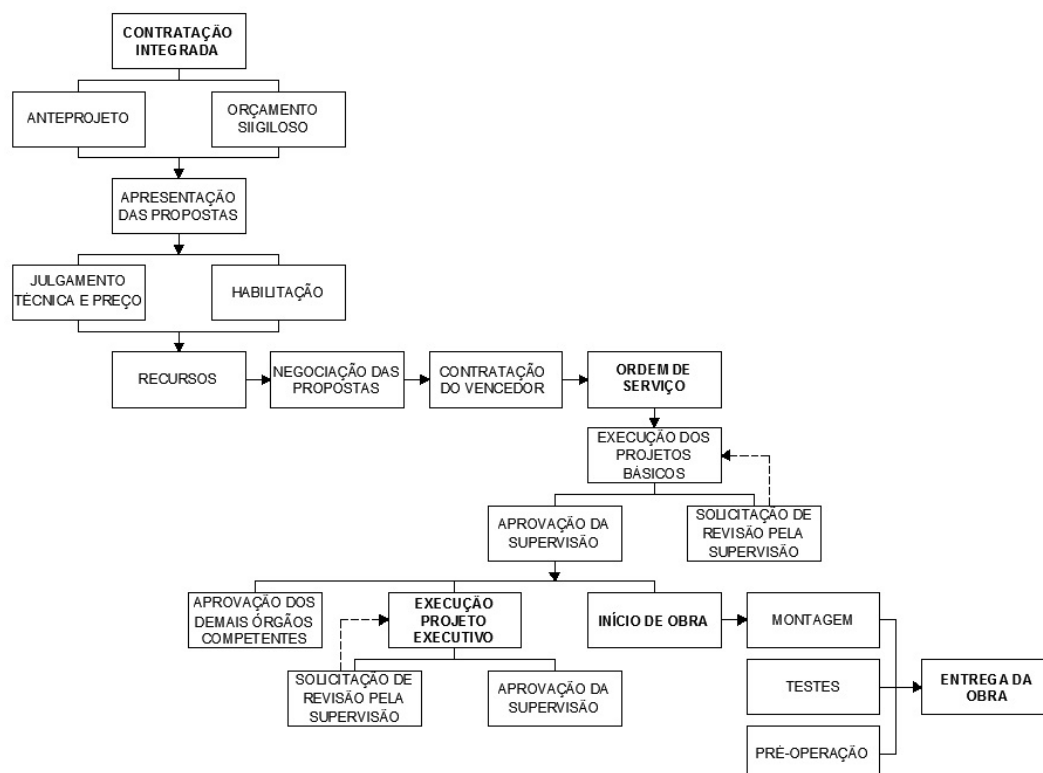 CONTRATAÇÃO
INTEGRADA
ANTEPROJETO
ORÇAMENTO
SIIGILOSO
APRESENTAÇÃO
DAS PROPOSTAS
JULGAMENTO
TÉCNICA E PREÇO
HABILITAÇÃO
RECURSOS
NEGOCIAÇÃO DAS
PROPOSTAS
CONTRATAÇÃO
DO VENCEDOR
ORDEM DE
SERVIÇO
EXECUÇÃO DOS
PROJETOS
BÁSICOS
APROVAÇÃO DA
SUPERVISÃO
SOLICITAÇÃO DE
REVISÃO PELA
SUPERVISÃO
APROVAÇÃO DOS
DEMAIS ÓRGÃOS
COMPETENTES
EXECUÇÃO
PROJETO
EXECUTIVO
INÍCIO DE OBRA
MONTAGEM
SOLICITAÇÃO DE
REVISÃO PELA
SUPERVISÃO
APROVAÇÃO DA
SUPERVISÃO
TESTES
ENTREGA DA
OBRA
PRÉ-OPERAÇÃO